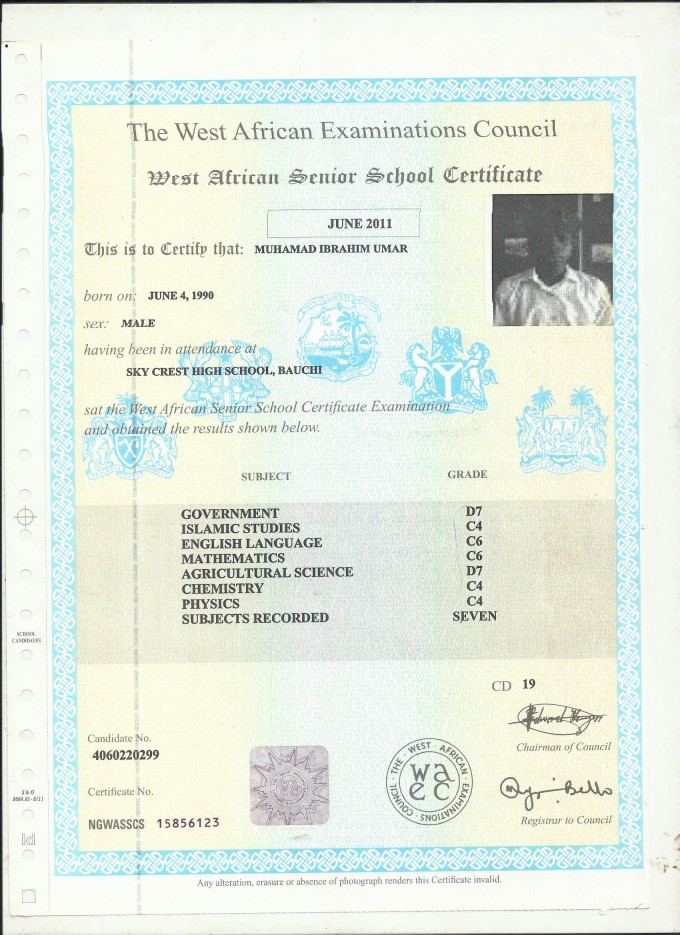 The West African Examinations Council
West African Senior School Certificate
JUNE 2011
This is to Certify that: MUHAMAD IBRAHIM UMAR
born on: JUNE 4, 1990
sex: MALE
having been in attendance at
SKY CREST HIGH SCHOOL, BAUCHI
sat the West African Senior School Certificate Examination
and obtained the results shown below.
SUBJECT GRADE
GOVERNMENT D7
ISLAMIC STUDIES C4
ENGLISH LANGUAGE C6
MATHEMATICS C6
AGRICULTURAL SCIENCE D7
CHEMISTRY C4
PHYSICS C4
SUBJECTS RECORDED SEVEN
SCHOOL
CANDIDATES
CD 19
Chairman of Council
Candidate No.
4060220299
Certificate No.
NGWASSCS 15856123
THE WEST AFRICAN EXAMINATIONS COUNCIL
wa
ec
Registrar to Council
Any alteration, erasure or absence of photograph renders this Certificate invalid.